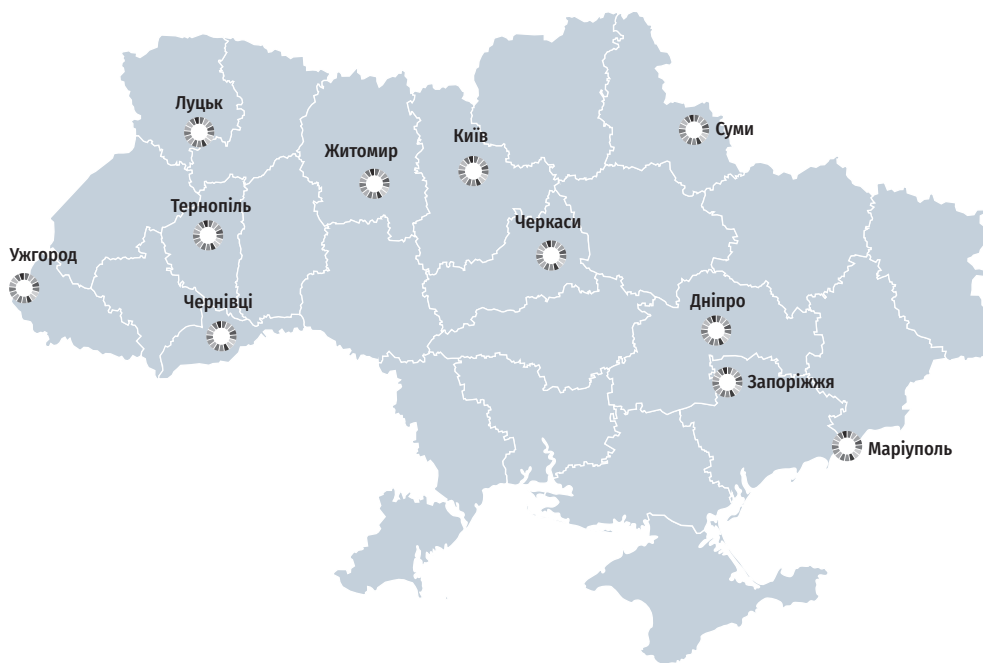 Луцьк
Суми
Київ
Житомир
Тернопіль
Черкаси
Ужгород
Чернівці
Дніпро
Запоріжжя
Маріуполь